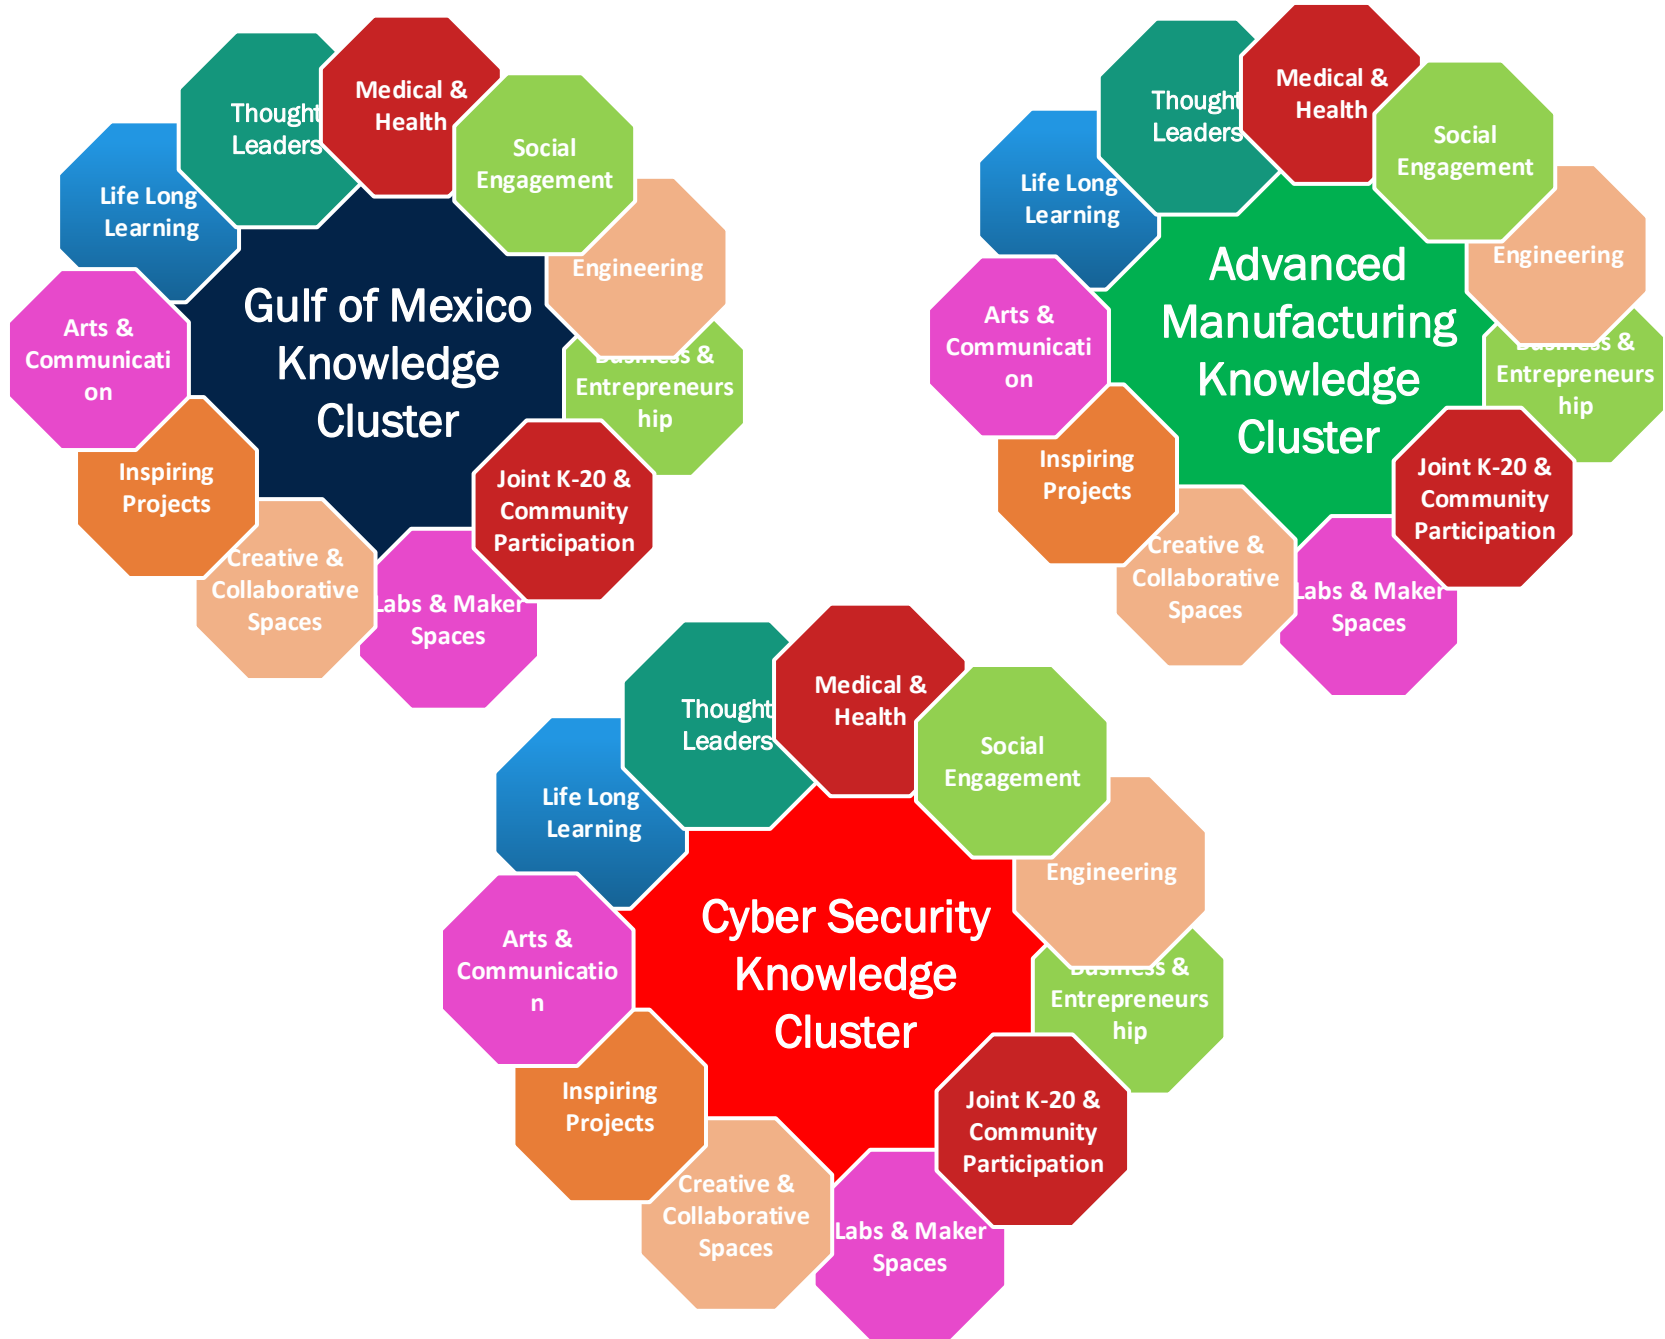 Thought
Leaders
Medical &
Health
Social
Engagement
Engineering
Business &
Entrepreneurs
hip
Joint K-20 &
Community
Participation
Labs & Maker
Spaces
Creative &
Collaborative
Spaces
Inspiring
Projects
Arts &
Communicati
on
Life Long
Learning
Gulf of Mexico
Knowledge
Cluster
Thought
Leaders
Medical &
Health
Social
Engagement
Engineering
Business &
Entrepreneurs
hip
Joint K-20 &
Community
Participation
Labs & Maker
Spaces
Creative &
Collaborative
Spaces
Inspiring
Projects
Arts &
Communicati
on
Life Long
Learning
Advanced
Manufacturing
Knowledge
Cluster
Thought
Leaders
Medical &
Health
Social
Engagement
Engineering
Business &
Entrepreneurs
hip
Joint K-20 &
Community
Participation
Labs & Maker
Spaces
Creative &
Collaborative
Spaces
Inspiring
Projects
Arts &
Communicatio
n
Life Long
Learning
Cyber Security
Knowledge
Cluster